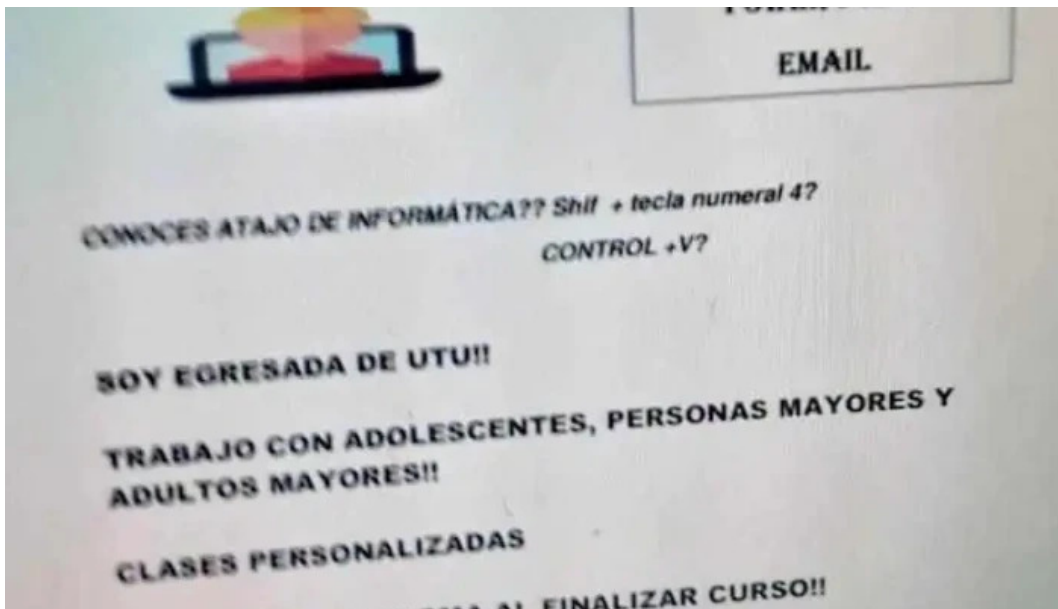 EMAIL
CONOCES ATAJO DE INFORMÁTICA?? Shif + tecla numeral 4?
CONTROL +V?
SOY EGRESADA DE UTU!!
TRABAJO CON ADOLESCENTES, PERSONAS MAYORES Y
ADULTOS MAYORES!!
CLASES PERSONALIZADAS
AL FINALIZAR CURSO!!